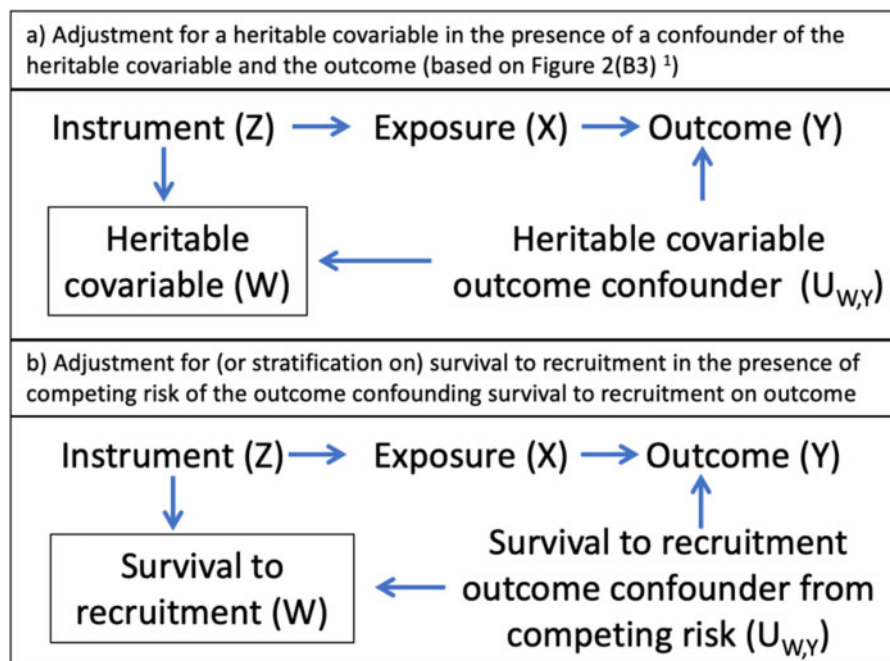 a) Adjustment for a heritable covariable in the presence of a confounder of the
heritable covariable and the outcome (based on Figure 2(B3) ¹)
Instrument (Z) Exposure (X) Outcome (Y)
Heritable
covariable (W)
Heritable covariable
outcome confounder (U_W,Y)
b) Adjustment for (or stratification on) survival to recruitment in the presence of
competing risk of the outcome confounding survival to recruitment on outcome
Instrument (Z) Exposure (X) Outcome (Y)
Survival to
recruitment (W)
Survival to recruitment
outcome confounder from
competing risk (U_W,Y)